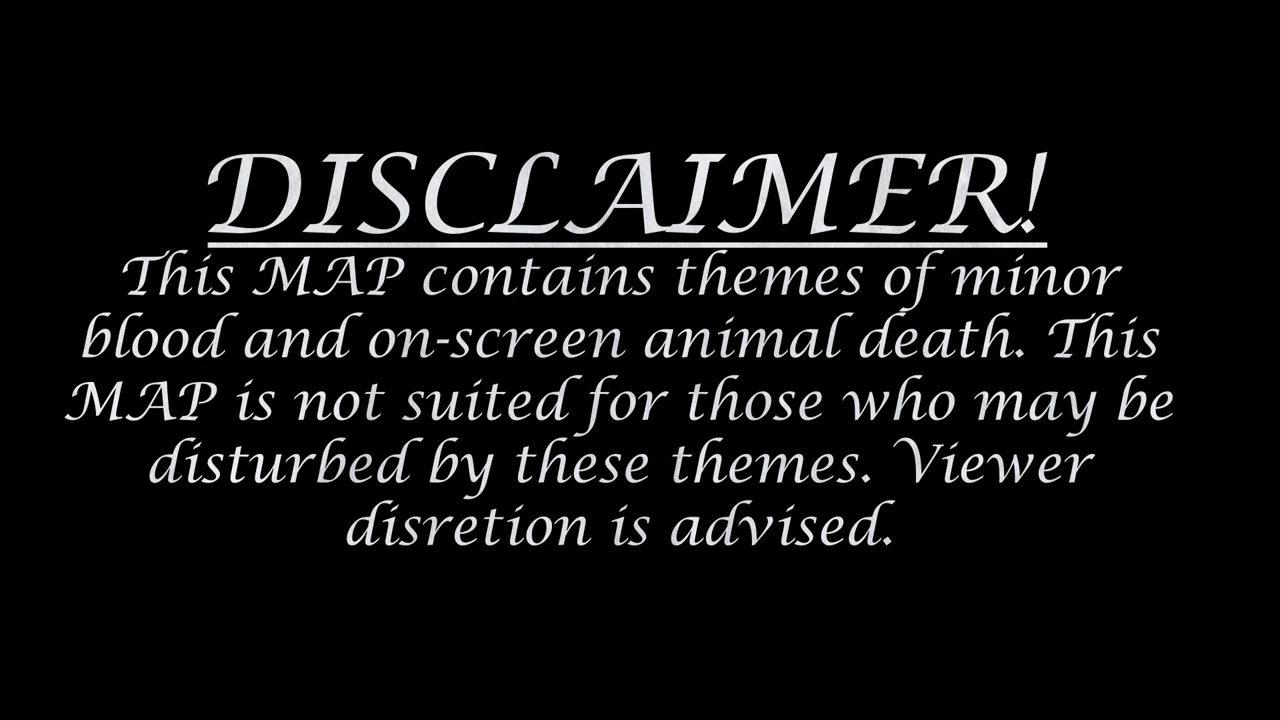 DISCLAIMER!
This MAP contains themes of minor
blood and on-screen animal death. This
MAP is not suited for those who may be
disturbed by these themes. Viewer
disretion is advised.